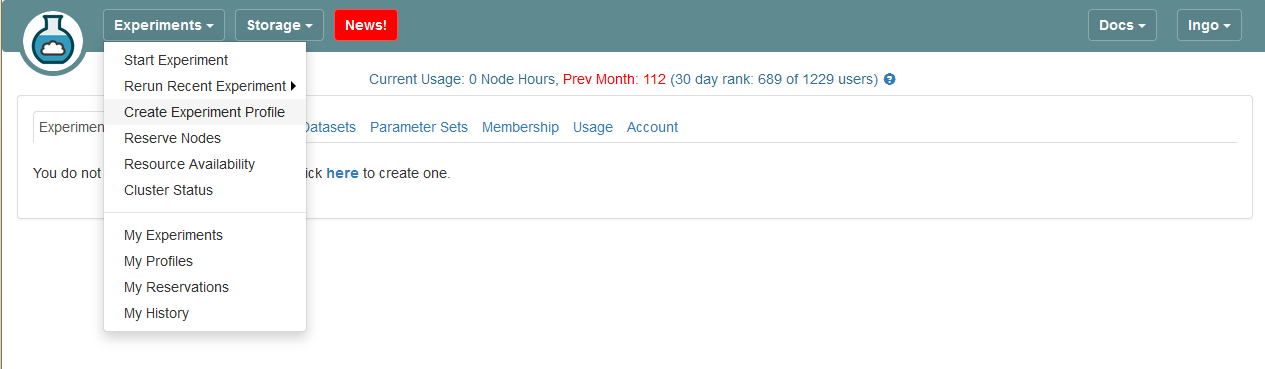 Experiments Storage News! Docs Ingo
Start Experiment
Current Usage: 0 Node Hours, Prev Month: 112 (30 day rank: 689 of 1229 users)
Rerun Recent Experiment
Create Experiment Profile
Experimen Datasets Parameter Sets Membership Usage Account
Reserve Nodes
Resource Availability
You do not ick here to create one.
Cluster Status
My Experiments
My Profiles
My Reservations
My History